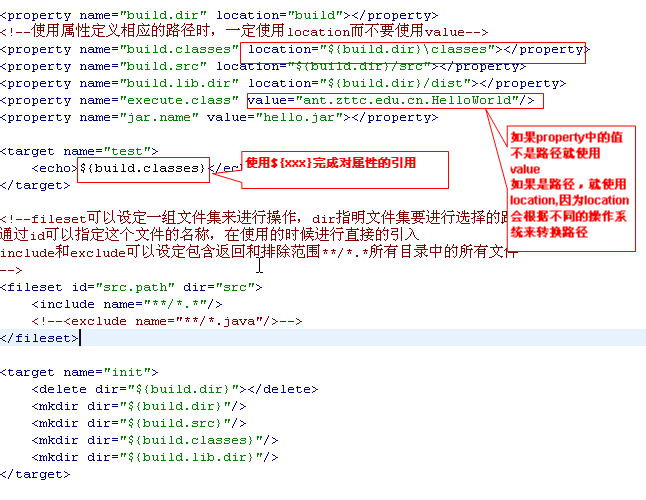 <property name="build.dir" location="build"></property>
<!--使用属性定义相应的路径时，一定使用location而不要使用value-->
<property name="build.classes" location="${build.dir}\classes"></property>
<property name="build.src" location="${build.dir}/src"></property>
<property name="build.lib.dir" location="${build.dir}/dist"></property>
<property name="execute.class" value="ant.zttc.edu.cn.HelloWorld"/>
<property name="jar.name" value="hello.jar"></property>
如果property中的值
不是路径就使用
value
如果是路径，就使用
location,因为location
会根据不同的操作系
统来转换路径
<target name="test">
<echo>${build.classes}</ec
使用${xxx}完成对属性的引用
</target>
<!--fileset可以设定一组文件集来进行操作，dir指明文件集要进行选择的
通过id可以指定这个文件的名称，在使用的时候进行直接的引入
include和exclude可以设定包含返回和排除范围**/*.*所有目录中的所有文件
-->
<fileset id="src.path" dir="src">
<include name="**/*.*"/>
<!--<exclude name="**/*.java"/>-->
</fileset>
<target name="init">
<delete dir="${build.dir}"></delete>
<mkdir dir="${build.dir}"/>
<mkdir dir="${build.src}"/>
<mkdir dir="${build.classes}"/>
<mkdir dir="${build.lib.dir}"/>
</target>